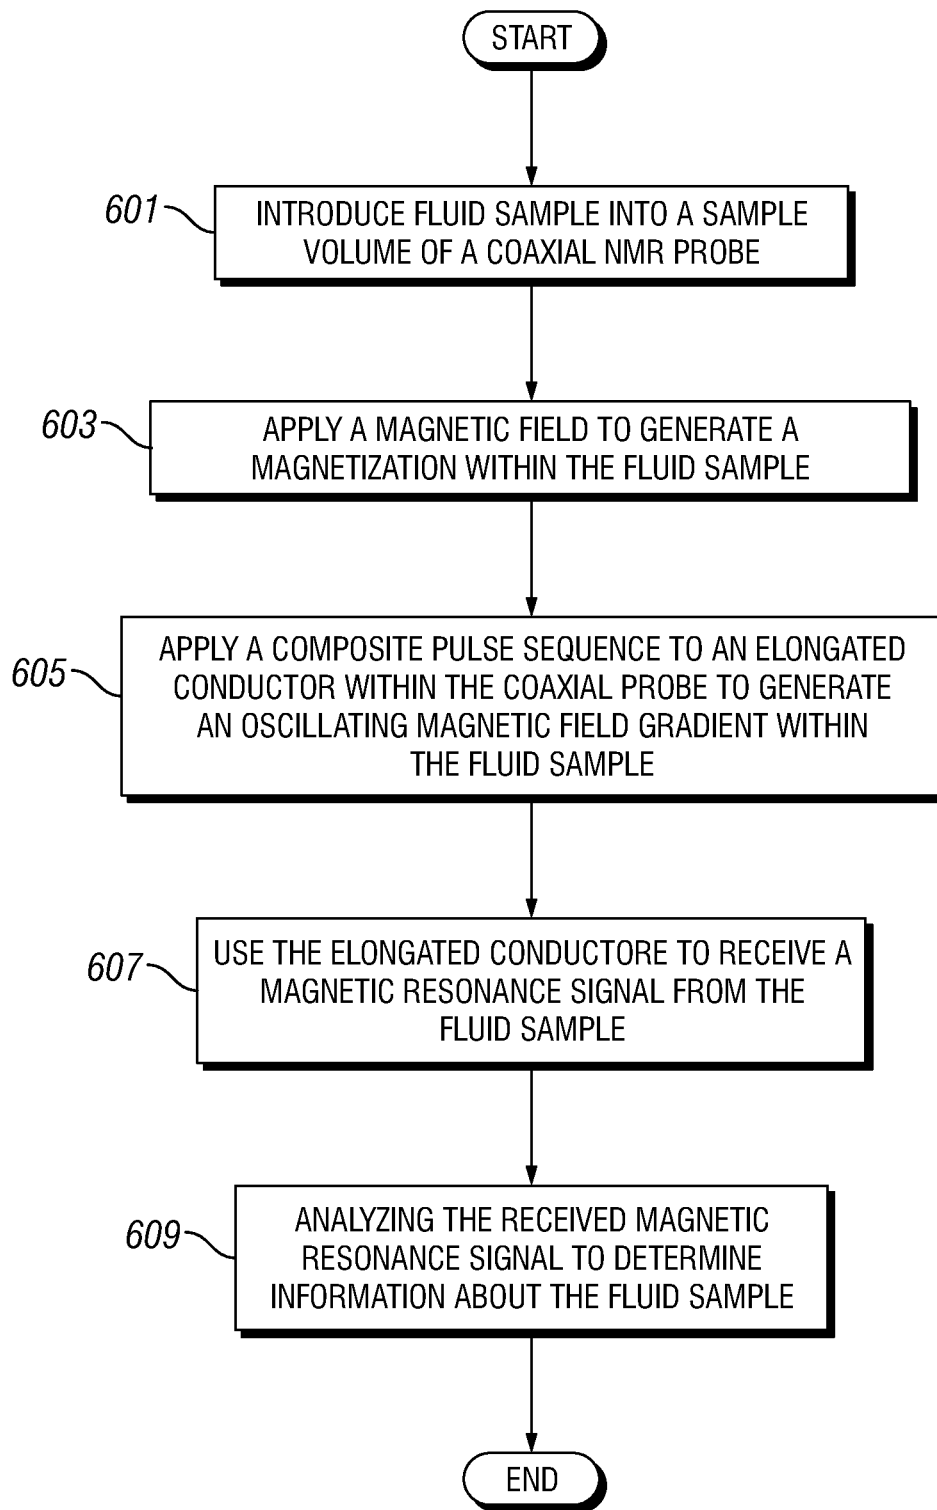 START
601
INTRODUCE FLUID SAMPLE INTO A SAMPLE
VOLUME OF A COAXIAL NMR PROBE
603
APPLY A MAGNETIC FIELD TO GENERATE A
MAGNETIZATION WITHIN THE FLUID SAMPLE
605
APPLY A COMPOSITE PULSE SEQUENCE TO AN ELONGATED
CONDUCTOR WITHIN THE COAXIAL PROBE TO GENERATE
AN OSCILLATING MAGNETIC FIELD GRADIENT WITHIN
THE FLUID SAMPLE
607
USE THE ELONGATED CONDUCTORE TO RECEIVE A
MAGNETIC RESONANCE SIGNAL FROM THE
FLUID SAMPLE
609
ANALYZING THE RECEIVED MAGNETIC
RESONANCE SIGNAL TO DETERMINE
INFORMATION ABOUT THE FLUID SAMPLE
END